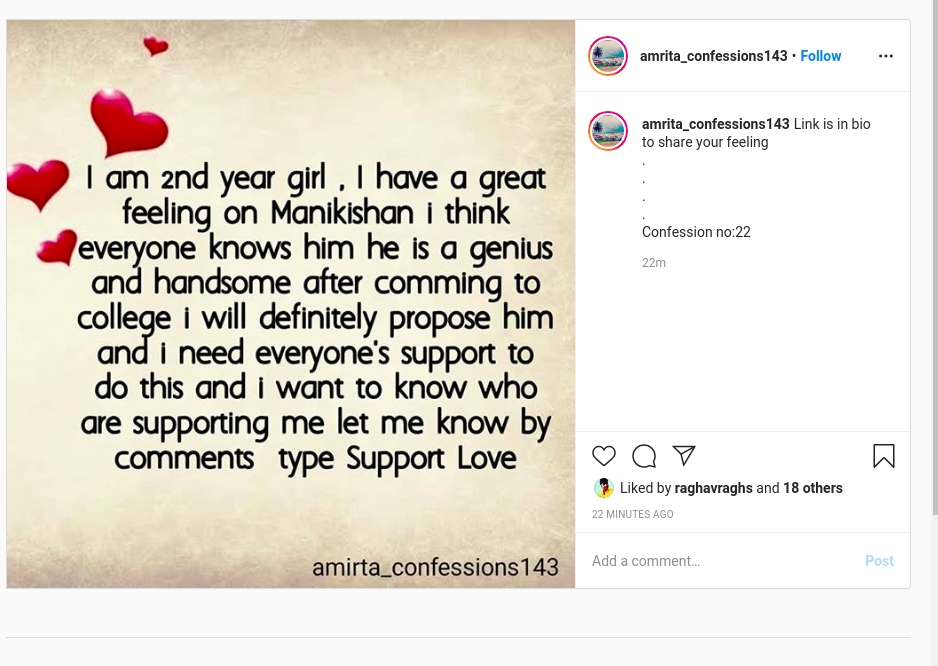 I am 2nd year girl , I have a great
feeling on Manikishan i think
everyone knows him he is a genius
and handsome after comming to
college i will definitely propose him
and i need everyone's support to
do this and i want to know who
are supporting me let me know by
comments type Support Love
amirta_confessions143
amrita_confessions143 • Follow
amrita_confessions143 Link is in bio
to share your feeling
.
.
.
.
Confession no:22
22m
Liked by raghavraghs and 18 others
22 MINUTES AGO
Add a comment… Post